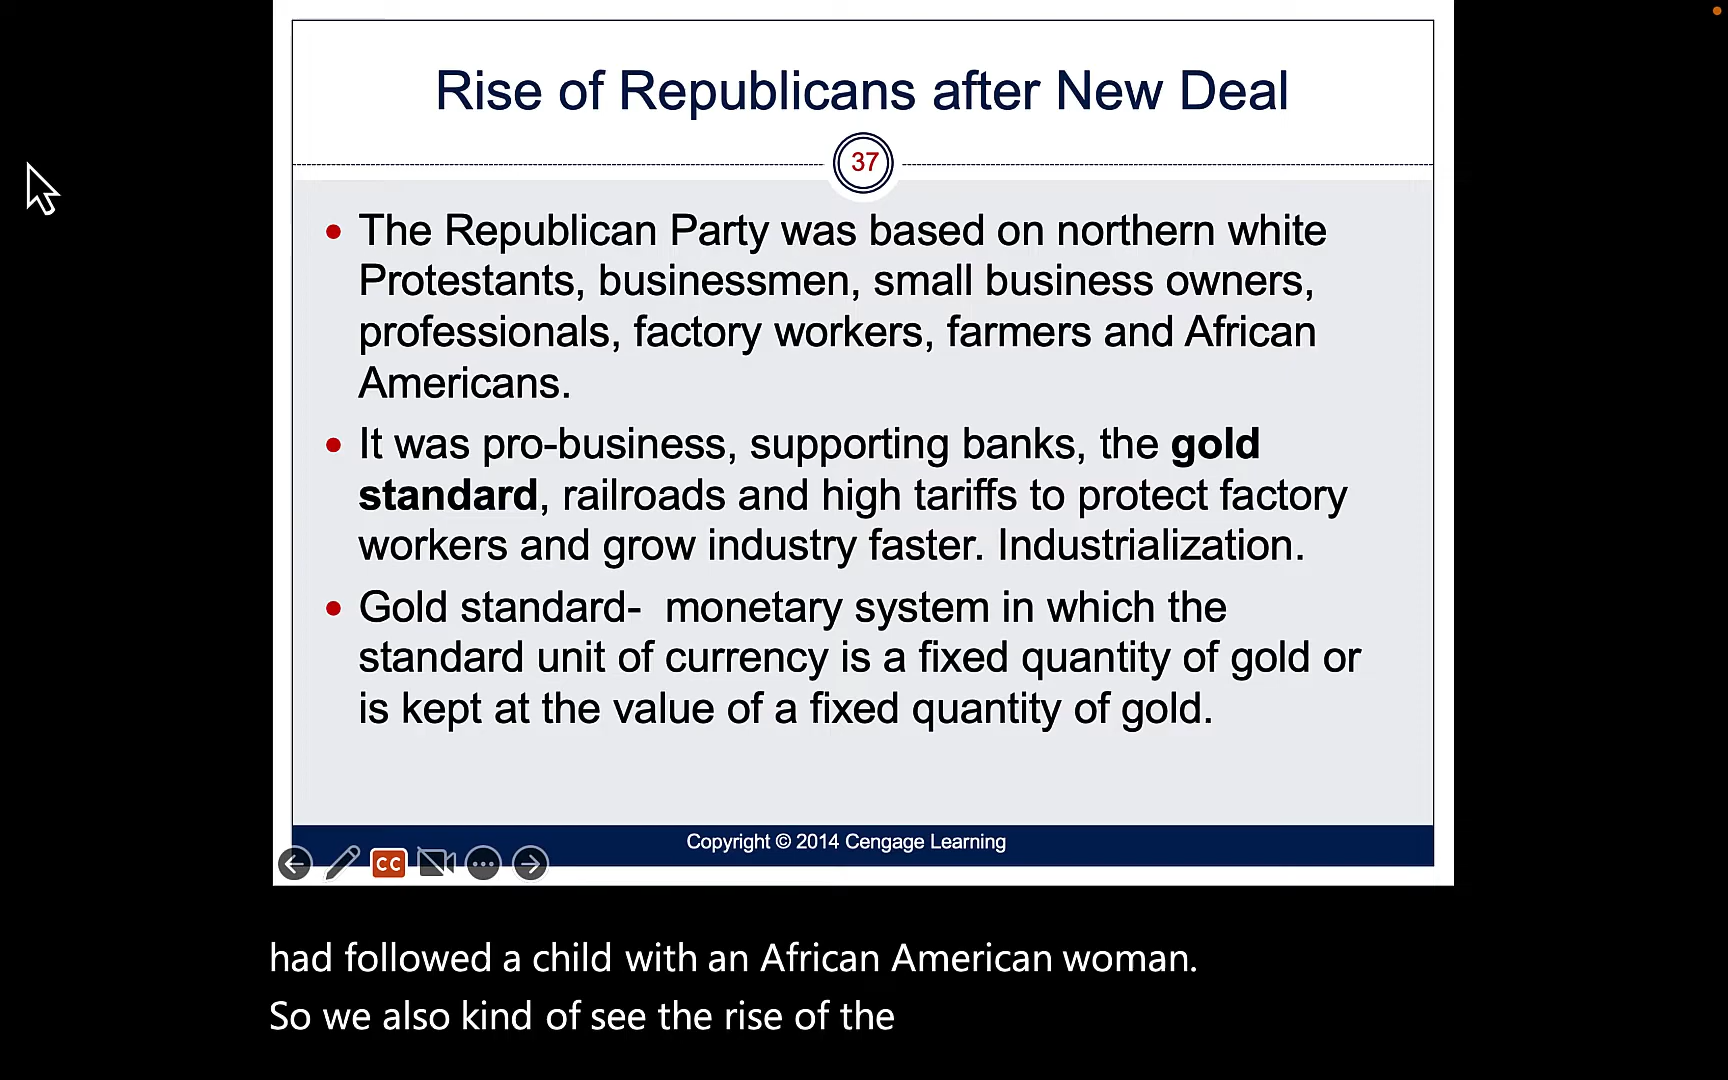 Rise of Republicans after New Deal
37
• The Republican Party was based on northern white
Protestants, businessmen, small business owners,
professionals, factory workers, farmers and African
Americans.
• It was pro-business, supporting banks, the gold
standard, railroads and high tariffs to protect factory
workers and grow industry faster. Industrialization.
• Gold standard-  monetary system in which the
standard unit of currency is a fixed quantity of gold or
is kept at the value of a fixed quantity of gold.
Copyright © 2014 Cengage Learning
CC
had followed a child with an African American woman.
So we also kind of see the rise of the